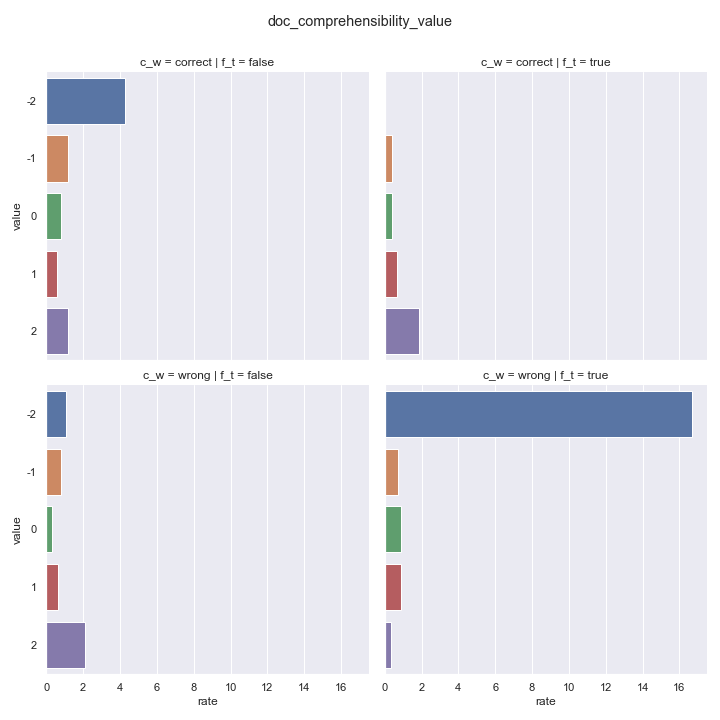 doc_comprehensibility_value
c_w = correct | f_t = false
c_w = correct | f_t = true
-2
-1
0
1
2
value
c_w = wrong | f_t = false
c_w = wrong | f_t = true
-2
-1
0
1
2
value
0 2 4 6 8 10 12 14 16
0 2 4 6 8 10 12 14 16
rate
rate